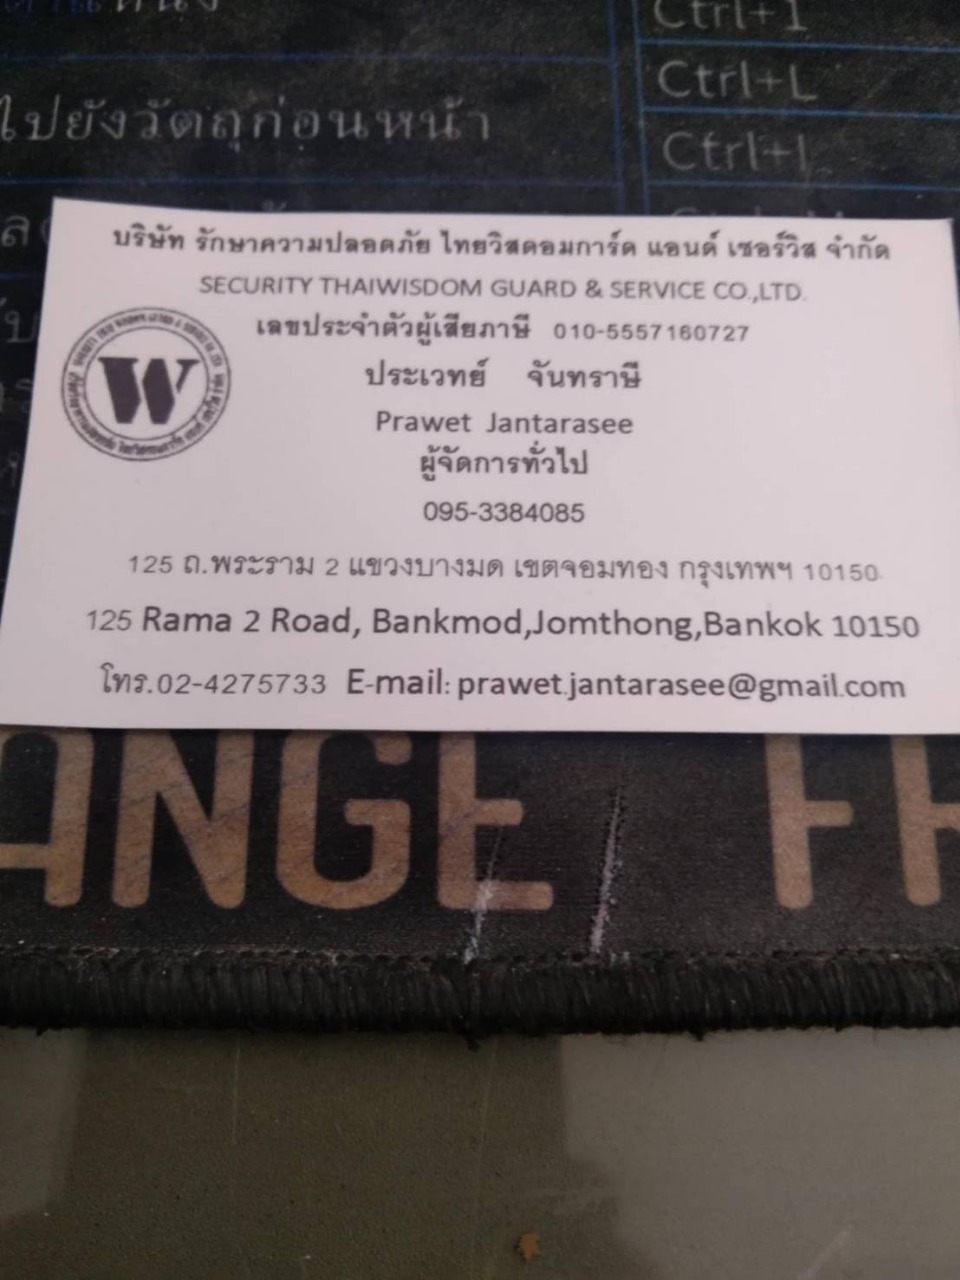 ไปยังวัตถุก่อนหน้า
Ctrl+1
Ctrl+L
บริษัท รักษาความปลอดภัย ไทยวิสดอมการ์ด แอนด์ เซอร์วิส จำกัด
SECURITY THAIWISDOM GUARD & SERVICE CO.,LTD.
เลขประจำตัวผู้เสียภาษี 010-5557160727
W
ประเวทย์ จันทราษี
Prawet Jantarasee
ผู้จัดการทั่วไป
095-3384085
125 ถ.พระราม 2 แขวงบางมด เขตจอมทอง กรุงเทพฯ 10150
125 Rama 2 Road, Bankmod,Jomthong,Bankok 10150
โทร.02-4275733 E-mail: prawet.jantarasee@gmail.com
ANGE